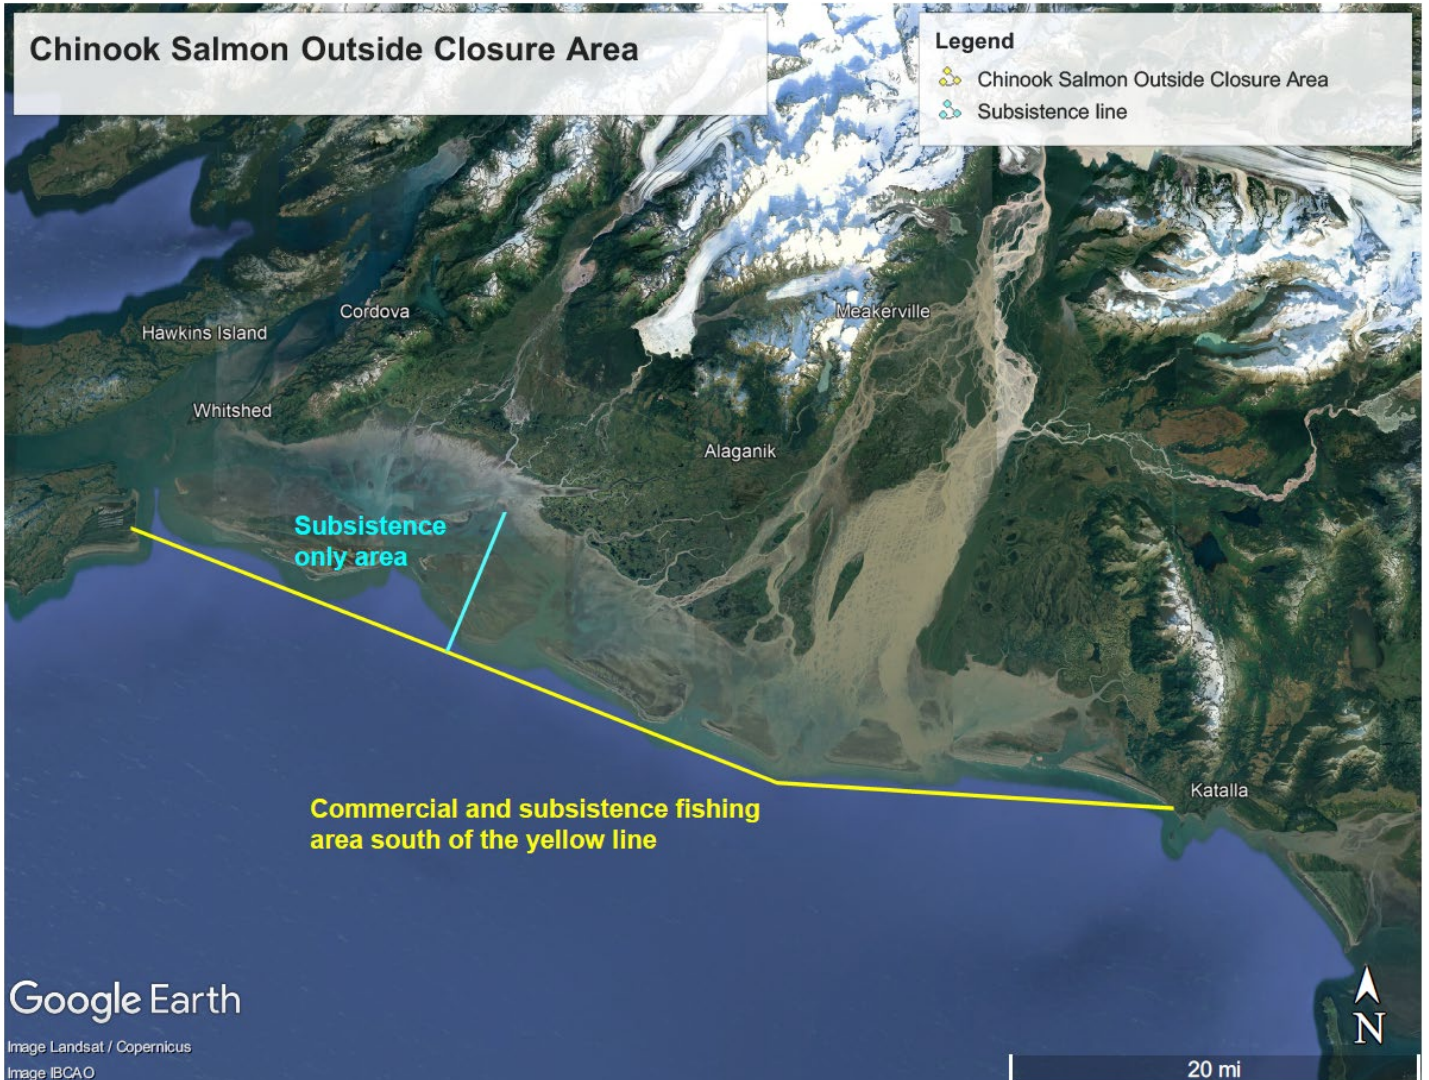 Chinook Salmon Outside Closure Area
Legend
Chinook Salmon Outside Closure Area
Subsistence line
Cordova
Meakerville
Hawkins Island
Whitshed
Alaganik
Subsistence
only area
Katalla
Commercial and subsistence fishing
area south of the yellow line
Google Earth
N
Image Landsat / Copernicus
Image IBCAO
20 mi